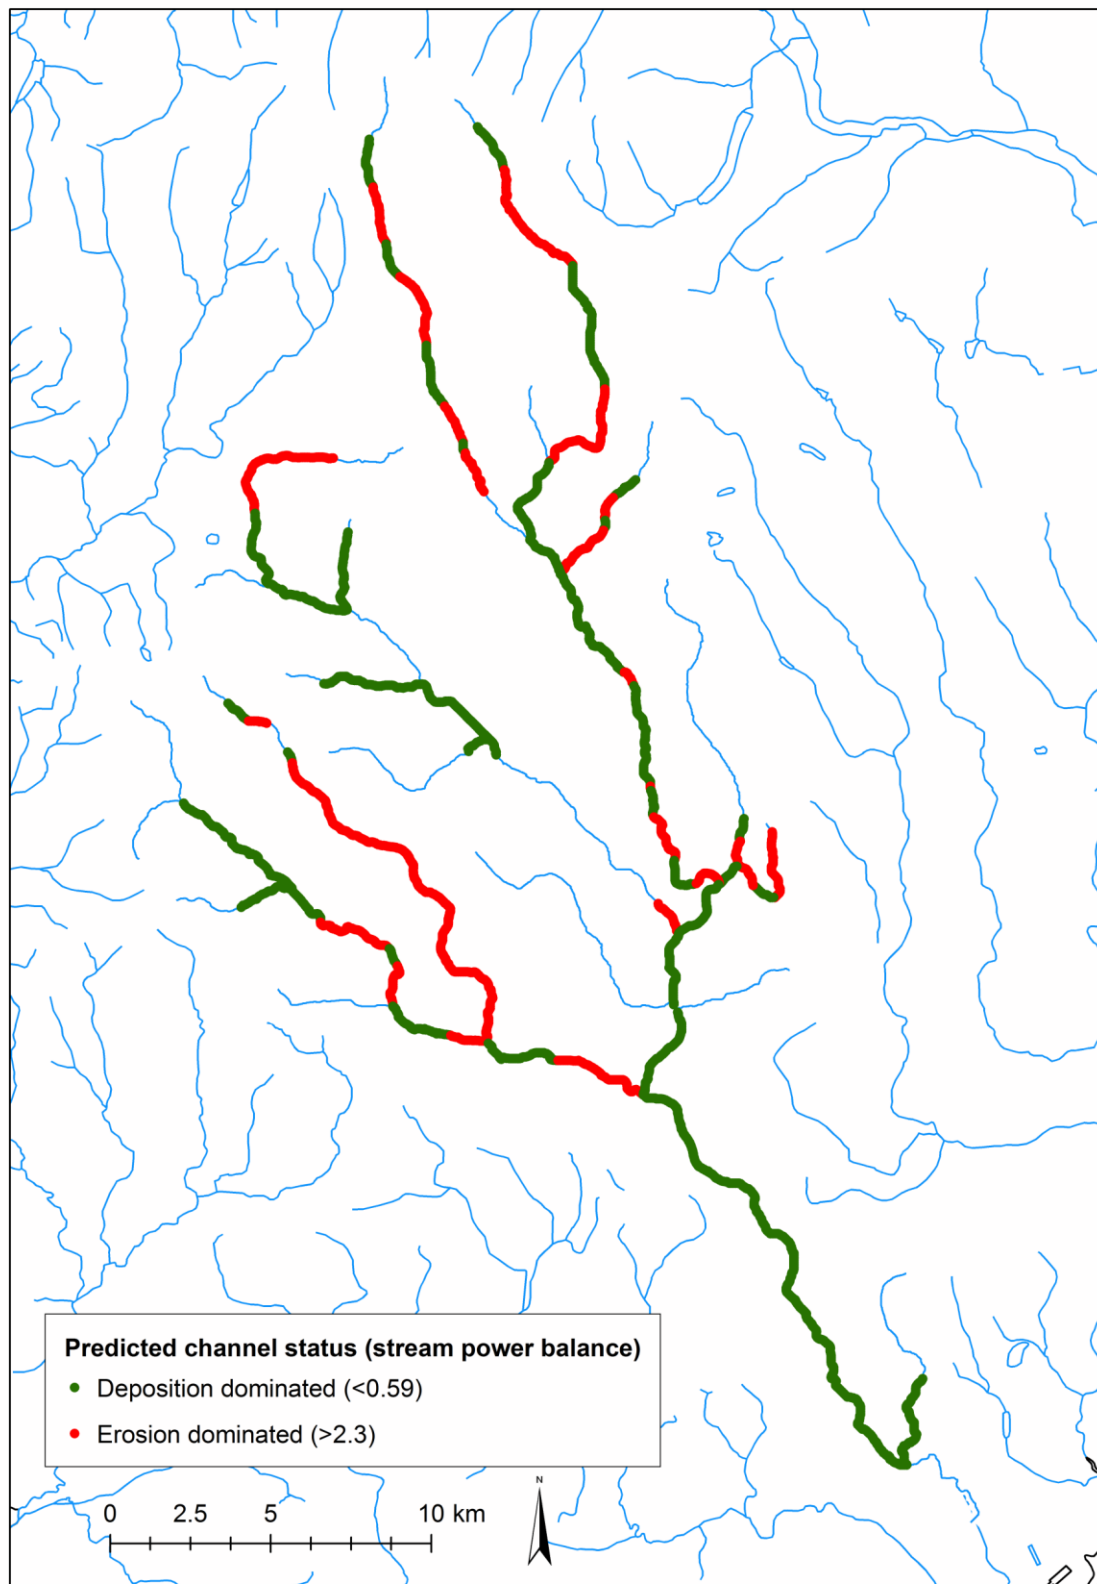 Predicted channel status (stream power balance)
Deposition dominated (<0.59)
Erosion dominated (>2.3)
0 2.5 5 10 km
N